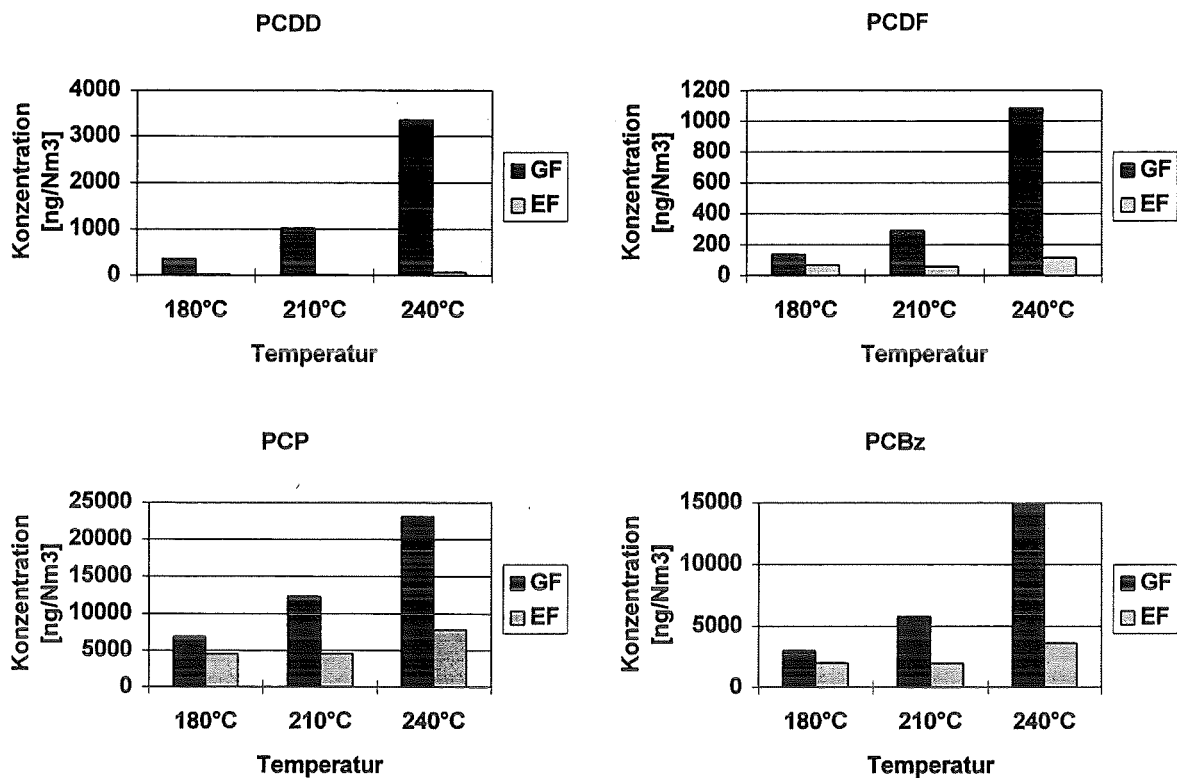 PCDD
Konzentration
[ng/Nm3]
4000
3000
2000
1000
0
180°C 210°C 240°C
Temperatur
GF
EF
PCDF
Konzentration
[ng/Nm3]
1200
1000
800
600
400
200
0
180°C 210°C 240°C
Temperatur
GF
EF
PCP
Konzentration
[ng/Nm3]
25000
20000
15000
10000
5000
0
180°C 210°C 240°C
Temperatur
GF
EF
PCBz
Konzentration
[ng/Nm3]
15000
10000
5000
0
180°C 210°C 240°C
Temperatur
GF
EF